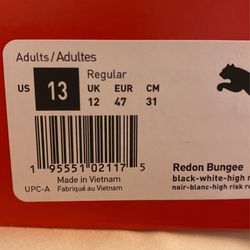 Adults/Adultes
Regular
US 13 UK EUR CM
12 47 31
1 95551 02117 5
Made in Vietnam
UPC-A Fabriqué au Vietnam
Redon Bungee
black-white-high
noir-blanc-high risk